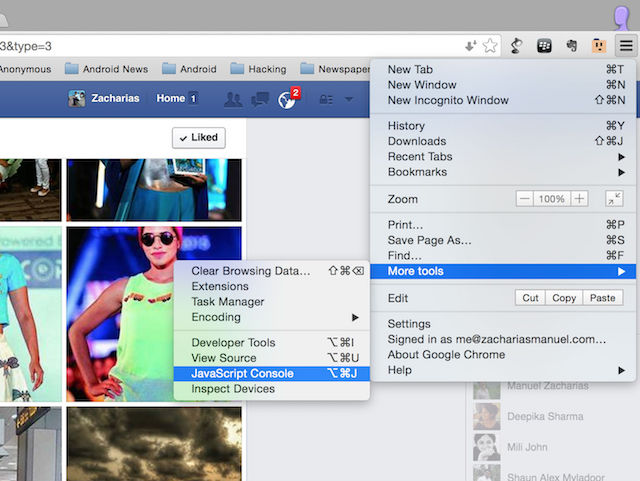 3&type=3
Anonymous Android News Android Hacking Newspaper
Zacharias Home 1 2
Liked
New Tab ⌘T
New Window ⌘N
New Incognito Window ⇧⌘N
History ⌘Y
Downloads ⇧⌘J
Recent Tabs
Bookmarks
Zoom 100%
Print... ⌘P
Save Page As... ⌘S
Find... ⌘F
More tools
Edit Cut Copy Paste
Settings
Signed in as me@zachariasmanuel.com...
About Google Chrome
Help
Clear Browsing Data... ⇧⌘⌫
Extensions
Task Manager
Encoding
Developer Tools ⌥⌘I
View Source ⌥⌘U
JavaScript Console ⌥⌘J
Inspect Devices
Manuel Zacharias
Deepika Sharma
Mili John
Shaun Alex Myladoor